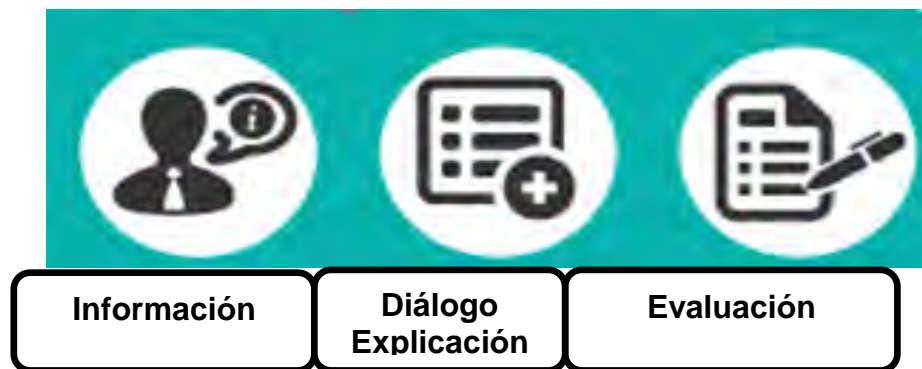 i
Información
Diálogo
Explicación
Evaluación